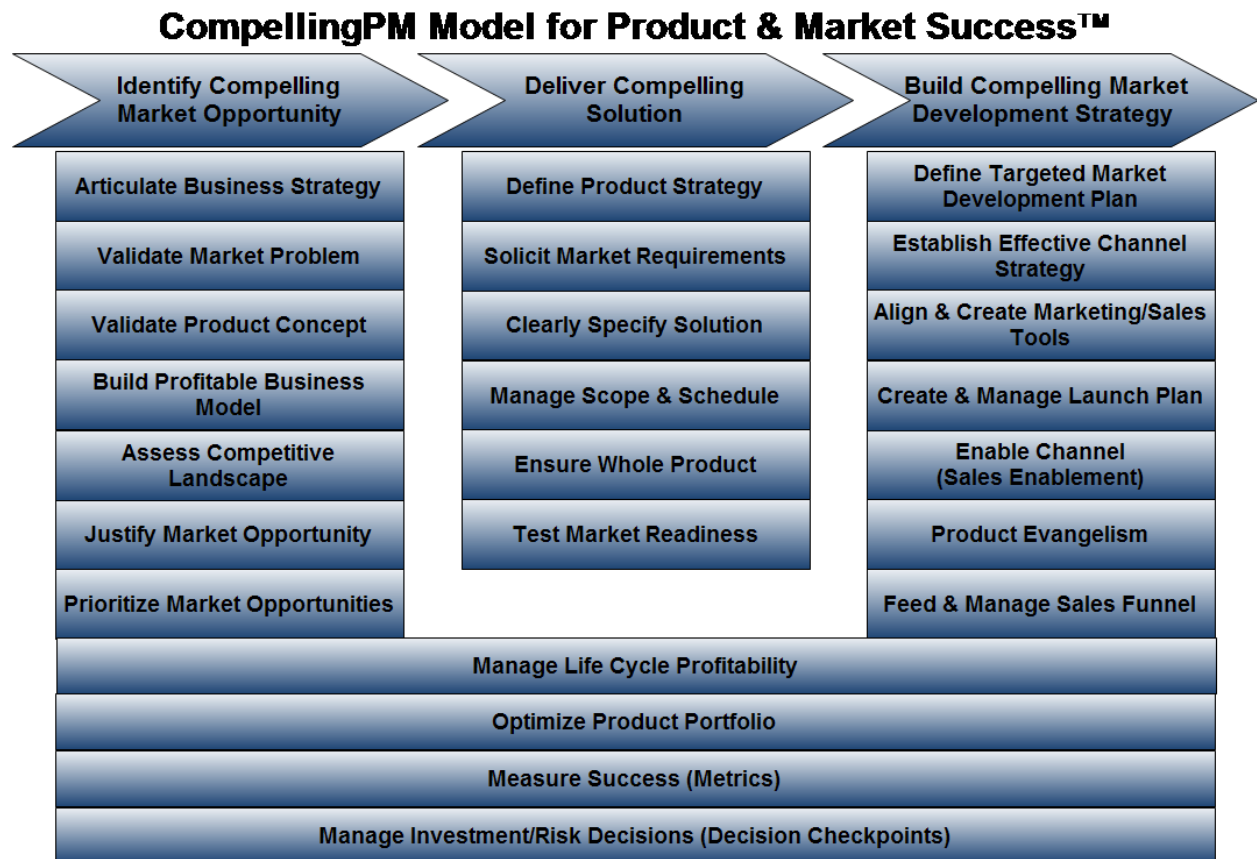 CompellingPM Model for Product & Market Success™
Identify Compelling
Market Opportunity
Deliver Compelling
Solution
Build Compelling Market
Development Strategy
Articulate Business Strategy
Validate Market Problem
Validate Product Concept
Build Profitable Business
Model
Assess Competitive
Landscape
Justify Market Opportunity
Prioritize Market Opportunities
Define Product Strategy
Solicit Market Requirements
Clearly Specify Solution
Manage Scope & Schedule
Ensure Whole Product
Test Market Readiness
Define Targeted Market
Development Plan
Establish Effective Channel
Strategy
Align & Create Marketing/Sales
Tools
Create & Manage Launch Plan
Enable Channel
(Sales Enablement)
Product Evangelism
Feed & Manage Sales Funnel
Manage Life Cycle Profitability
Optimize Product Portfolio
Measure Success (Metrics)
Manage Investment/Risk Decisions (Decision Checkpoints)